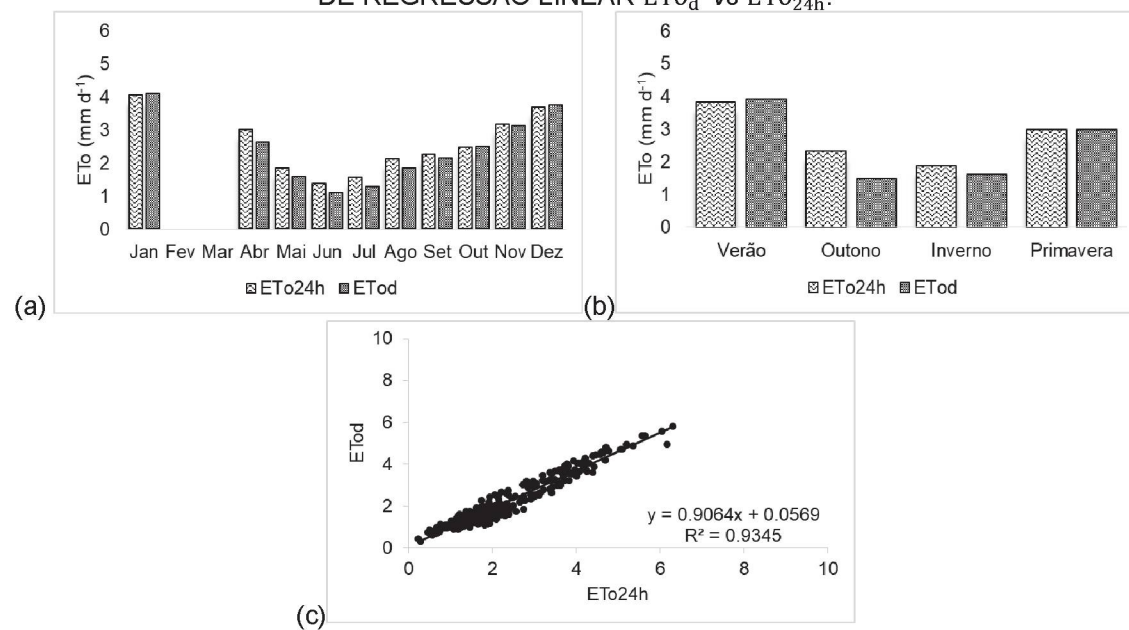 DE REGRESSÃO LINEAR ETo_d vs ETo_24h.
6
5
4
3
2
1
0
ETo (mm d⁻¹)
Jan Fev Mar Abr Mai Jun Jul Ago Set Out Nov Dez
ETo24h ETod
(a)
6
5
4
3
2
1
0
ETo (mm d⁻¹)
Verão Outono Inverno Primavera
ETo24h ETod
(b)
10
8
6
4
2
0
ETod
y = 0.9064x + 0.0569
R² = 0.9345
0 2 4 6 8 10
ETo24h
(c)